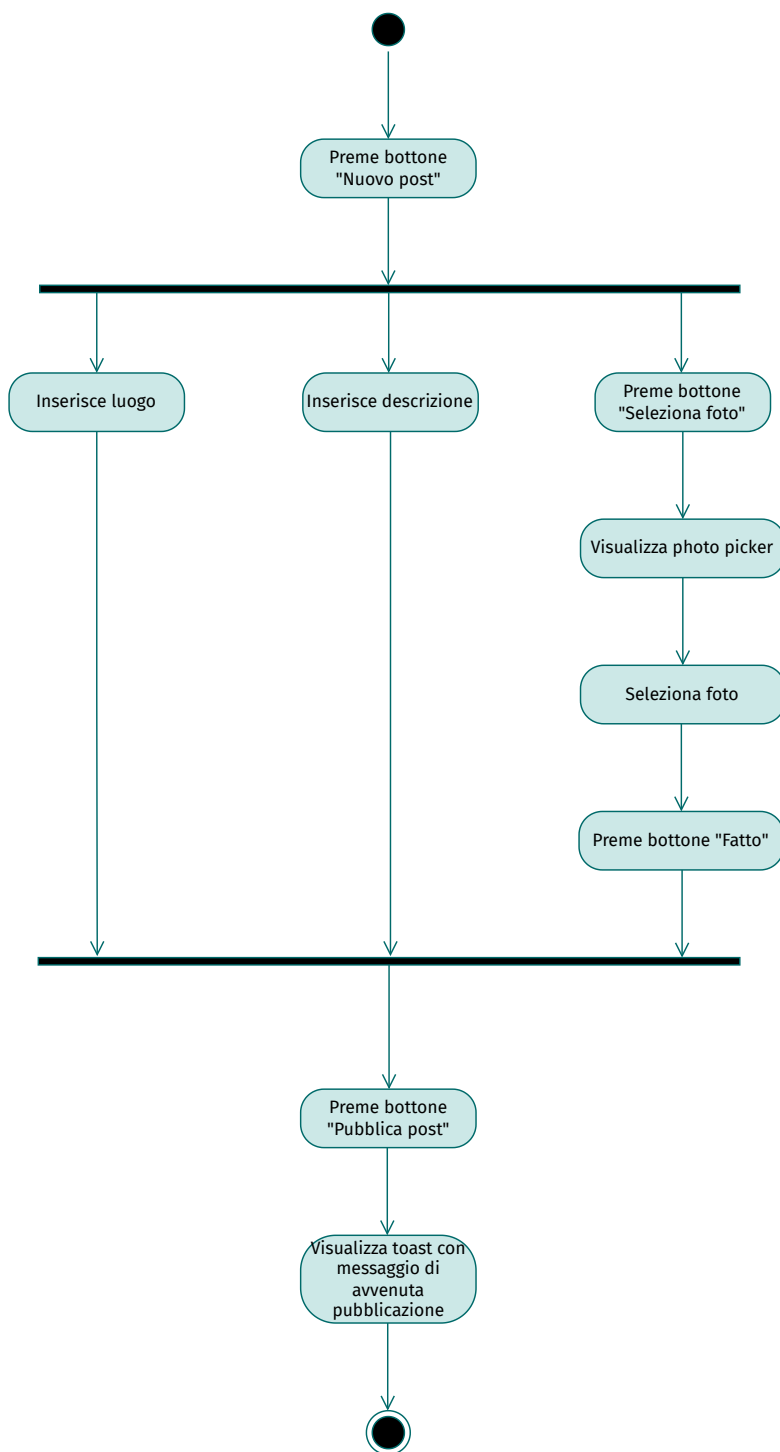 Preme bottone
"Nuovo post"
Inserisce luogo
Inserisce descrizione
Preme bottone
"Seleziona foto"
Visualizza photo picker
Seleziona foto
Preme bottone "Fatto"
Preme bottone
"Pubblica post"
Visualizza toast con
messaggio di
avvenuta
pubblicazione